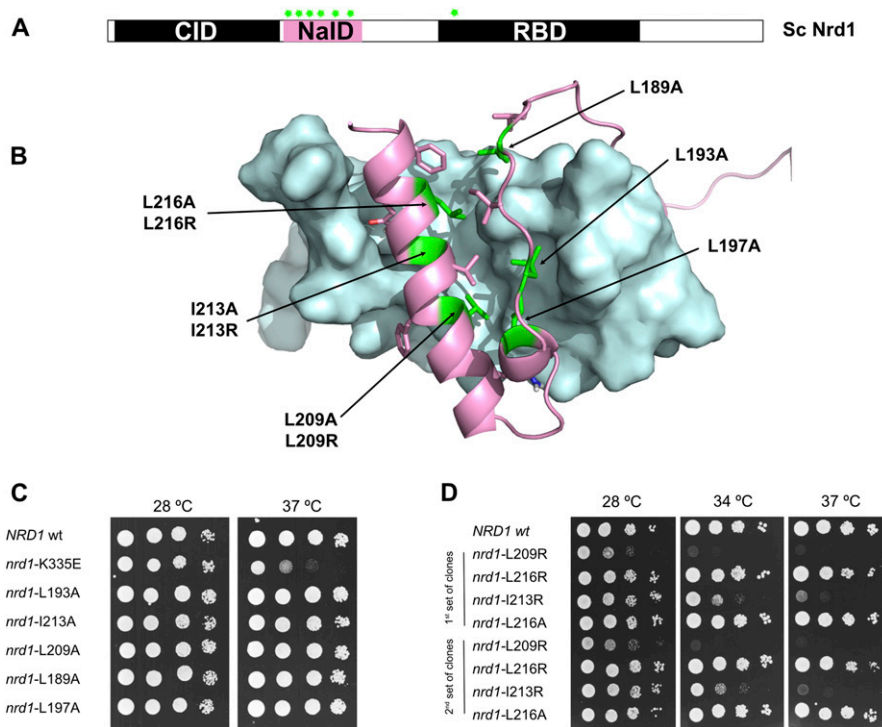 A
CID
NaID
RBD
Sc Nrd1
B
L189A
L193A
L197A
L216A
L216R
I213A
I213R
L209A
L209R
C
28 ºC
37 ºC
NRD1 wt
nrd1-K335E
nrd1-L193A
nrd1-I213A
nrd1-L209A
nrd1-L189A
nrd1-L197A
D
28 ºC
34 ºC
37 ºC
NRD1 wt
nrd1-L209R
nrd1-L216R
nrd1-I213R
nrd1-L216A
nrd1-L209R
nrd1-L216R
nrd1-I213R
nrd1-L216A
1st set of clones
2nd set of clones